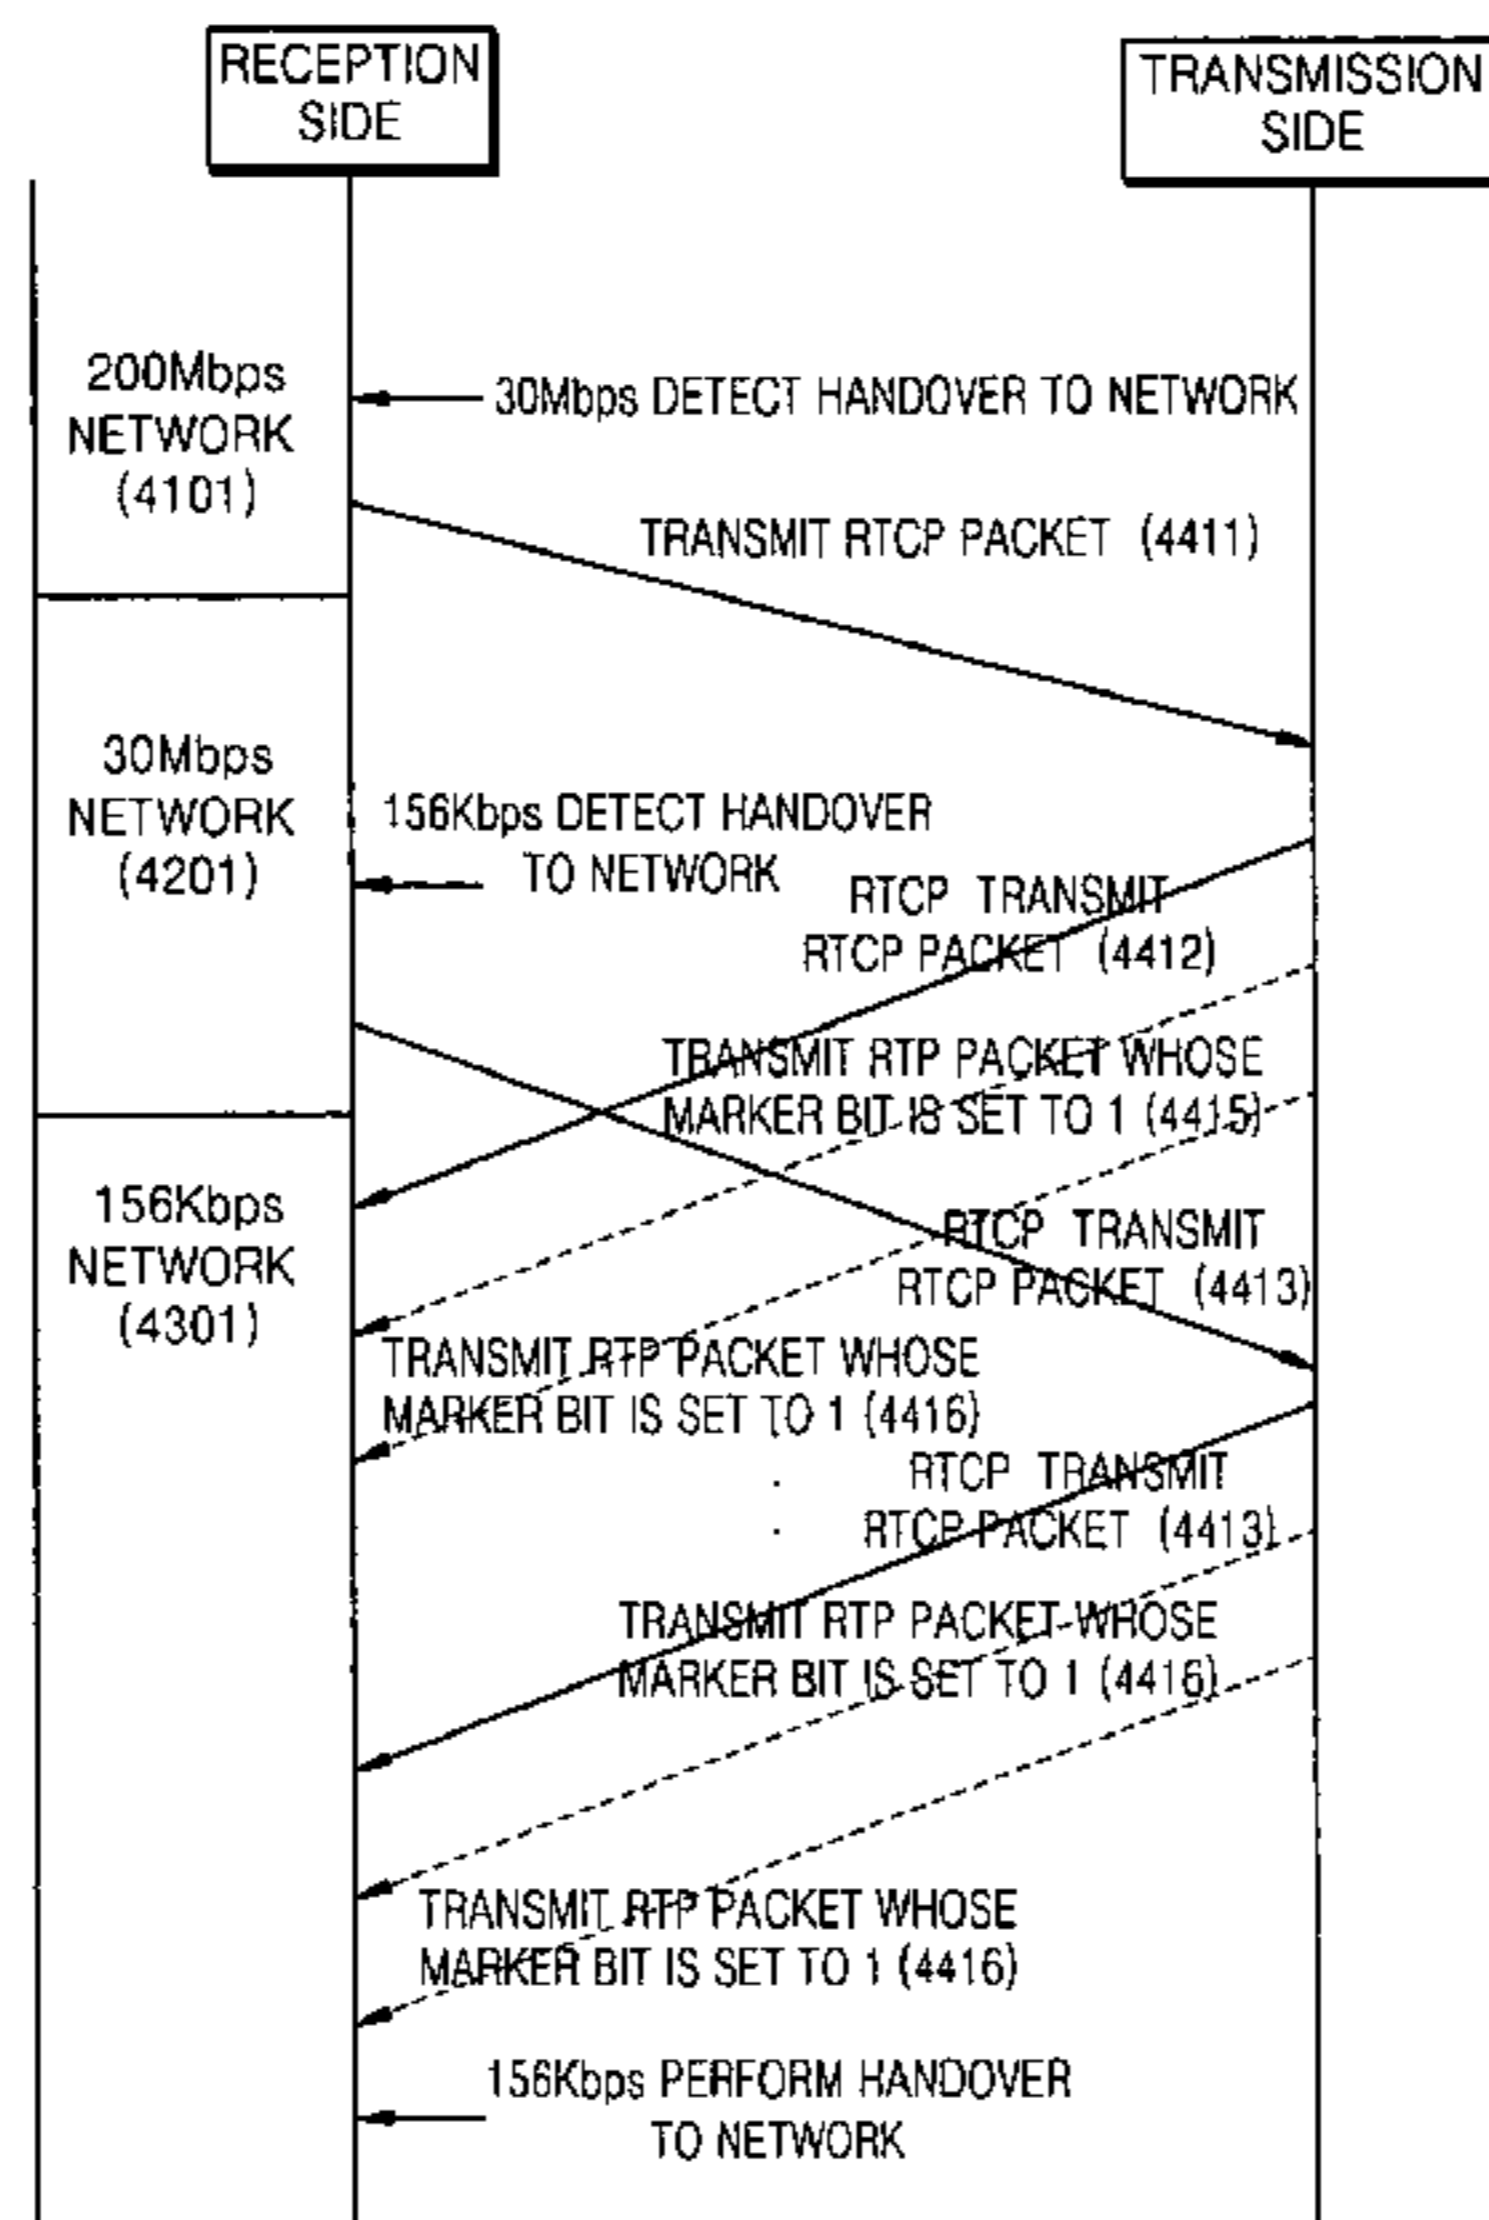 RECEPTION
SIDE
TRANSMISSION
SIDE
200Mbps
NETWORK
(4101)
30Mbps DETECT HANDOVER TO NETWORK
TRANSMIT RTCP PACKET (4411)
30Mbps
NETWORK
(4201)
156Kbps DETECT HANDOVER
TO NETWORK
RTCP TRANSMIT
RTCP PACKET (4412)
TRANSMIT RTP PACKET WHOSE
MARKER BIT IS SET TO 1 (4415)
156Kbps
NETWORK
(4301)
RTCP TRANSMIT
RTCP PACKET (4413)
TRANSMIT RTP PACKET WHOSE
MARKER BIT IS SET TO 1 (4416)
RTCP TRANSMIT
RTCP PACKET (4413)
TRANSMIT RTP PACKET WHOSE
MARKER BIT IS SET TO 1 (4416)
TRANSMIT RTP PACKET WHOSE
MARKER BIT IS SET TO 1 (4416)
156Kbps PERFORM HANDOVER
TO NETWORK